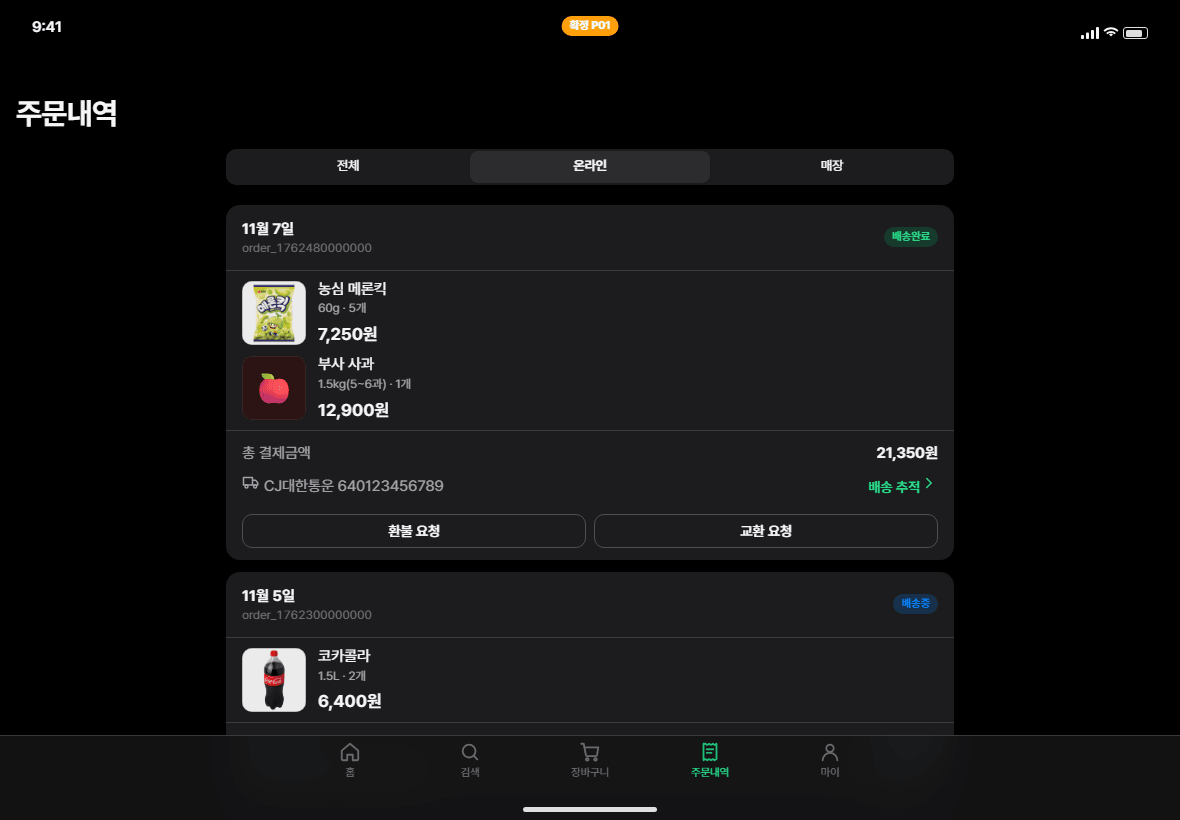 9:41
확정 P01
주문내역
전체
온라인
매장
11월 7일
order_1762480000000
배송완료
메론킥
농심 메론킥
60g · 5개
7,250원
부사 사과
1.5kg(5~6과) · 1개
12,900원
총 결제금액
21,350원
CJ대한통운 640123456789
배송 추적
환불 요청
교환 요청
11월 5일
order_1762300000000
배송중
Coca-Cola
코카콜라
1.5L · 2개
6,400원
홈
검색
장바구니
주문내역
마이